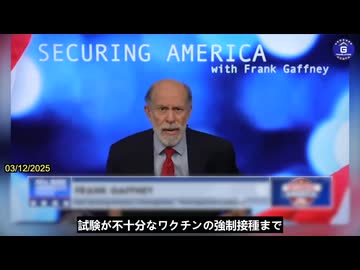 SECURING AMERICA
with Frank Gaffney
G
03/12/2025
FRANK GAFFNEY
試験が不十分なワクチンの強制接種まで